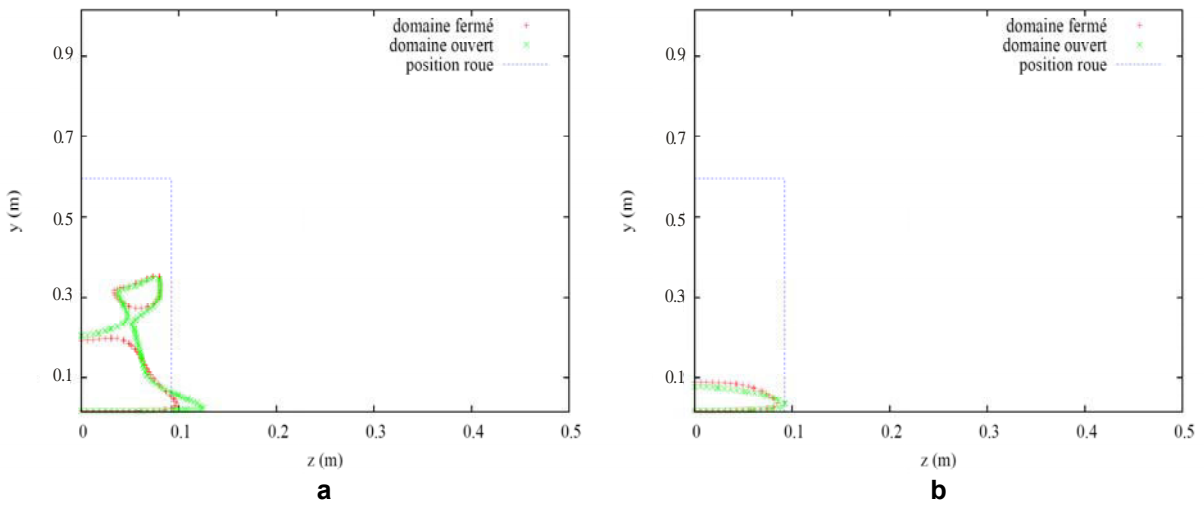 domaine fermé
domaine ouvert
position roue
0.9
0.7
0.5
0.3
0.1
y (m)
0
0.1
0.2
0.3
0.4
0.5
z (m)
a
domaine fermé
domaine ouvert
position roue
0.9
0.7
0.5
0.3
0.1
y (m)
0
0.1
0.2
0.3
0.4
0.5
z (m)
b